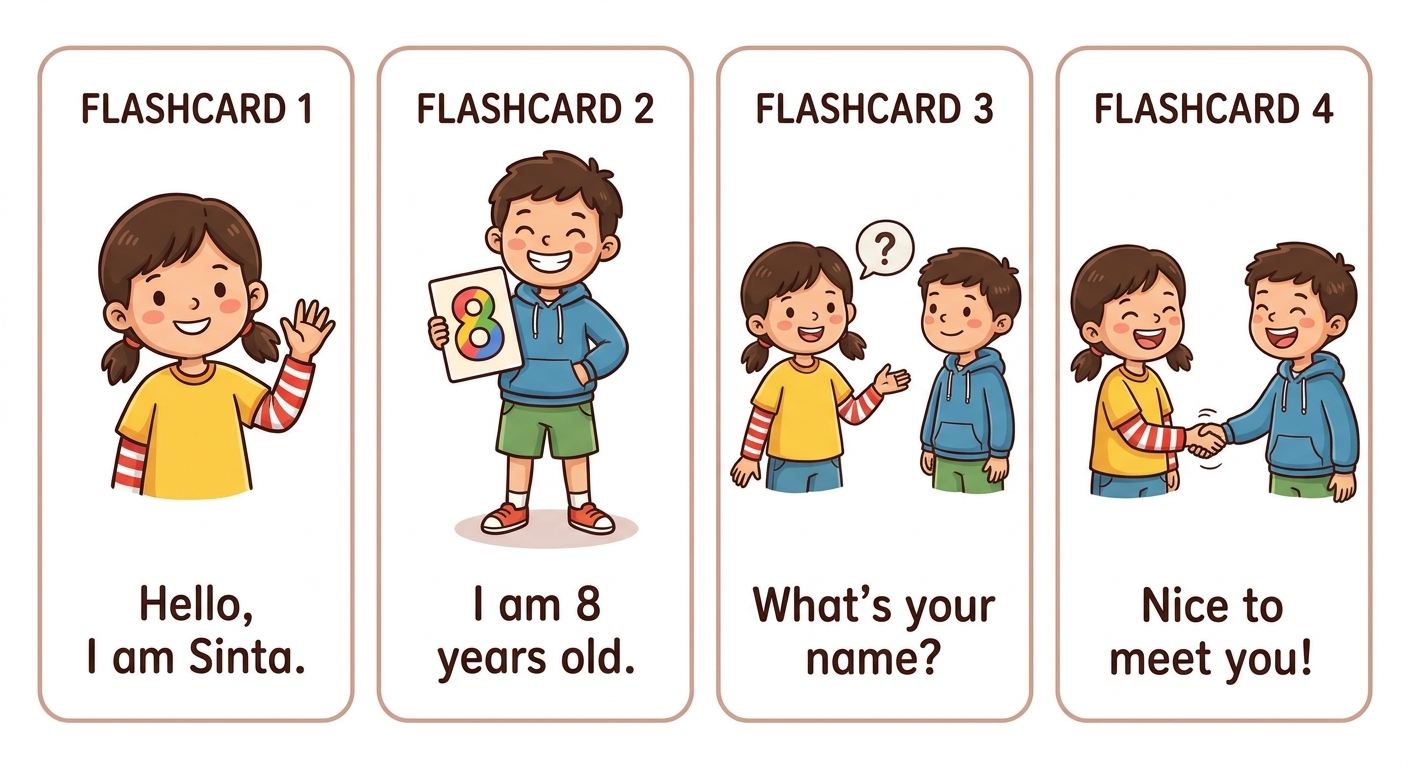 FLASHCARD 1
Hello,
I am Sinta.
FLASHCARD 2
8
I am 8
years old.
FLASHCARD 3
?
What's your
name?
FLASHCARD 4
Nice to
meet you!